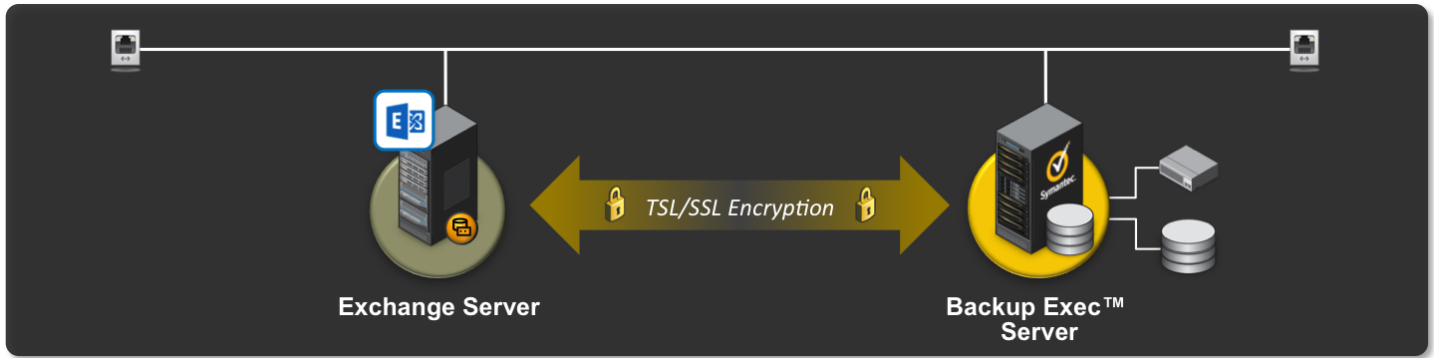 E
Symantec.
TSL/SSL Encryption
Exchange Server
Backup Exec™
Server